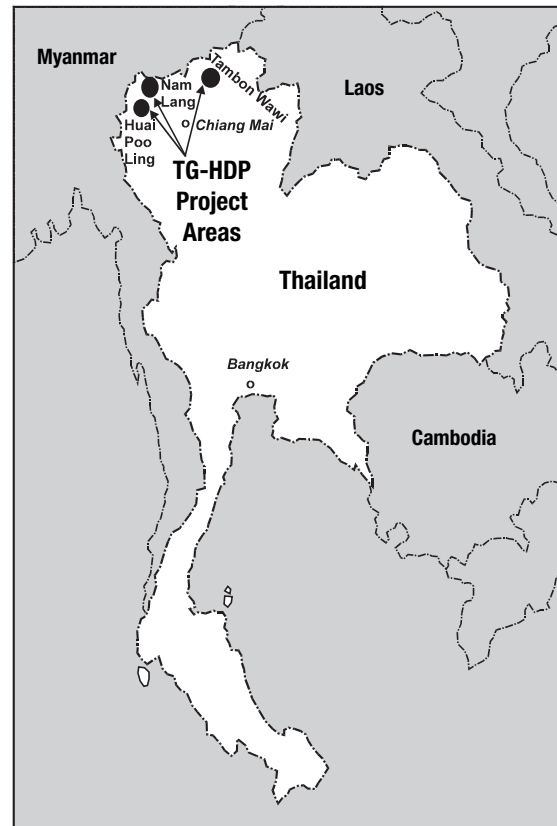 Myanmar
Laos
Tambon Wawi
Nam
Lang
Chiang Mai
Huai
Poo
Ling
TG-HDP
Project
Areas
Thailand
Bangkok
Cambodia